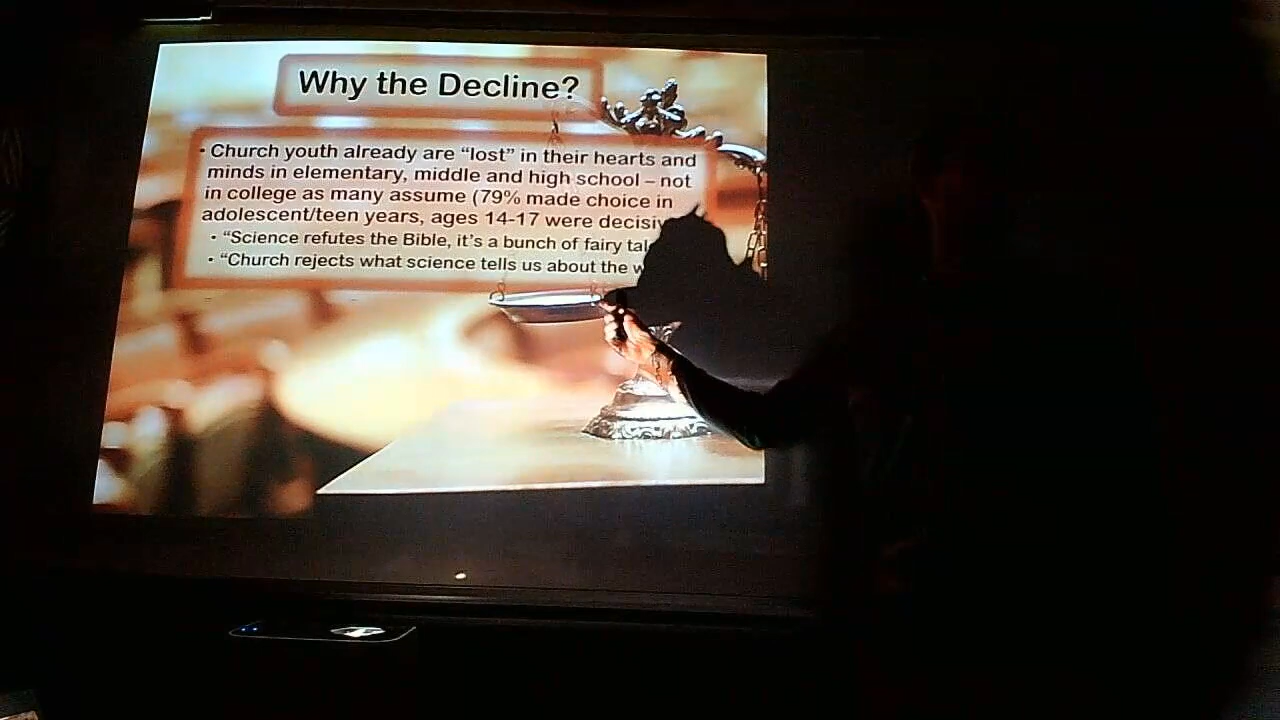 Why the Decline?
• Church youth already are “lost” in their hearts and
minds in elementary, middle and high school – not
in college as many assume (79% made choice in
adolescent/teen years, ages 14-17 were
• “Science refutes the Bible, it’s a bunch of fairy
• “Church rejects what science tells us about the